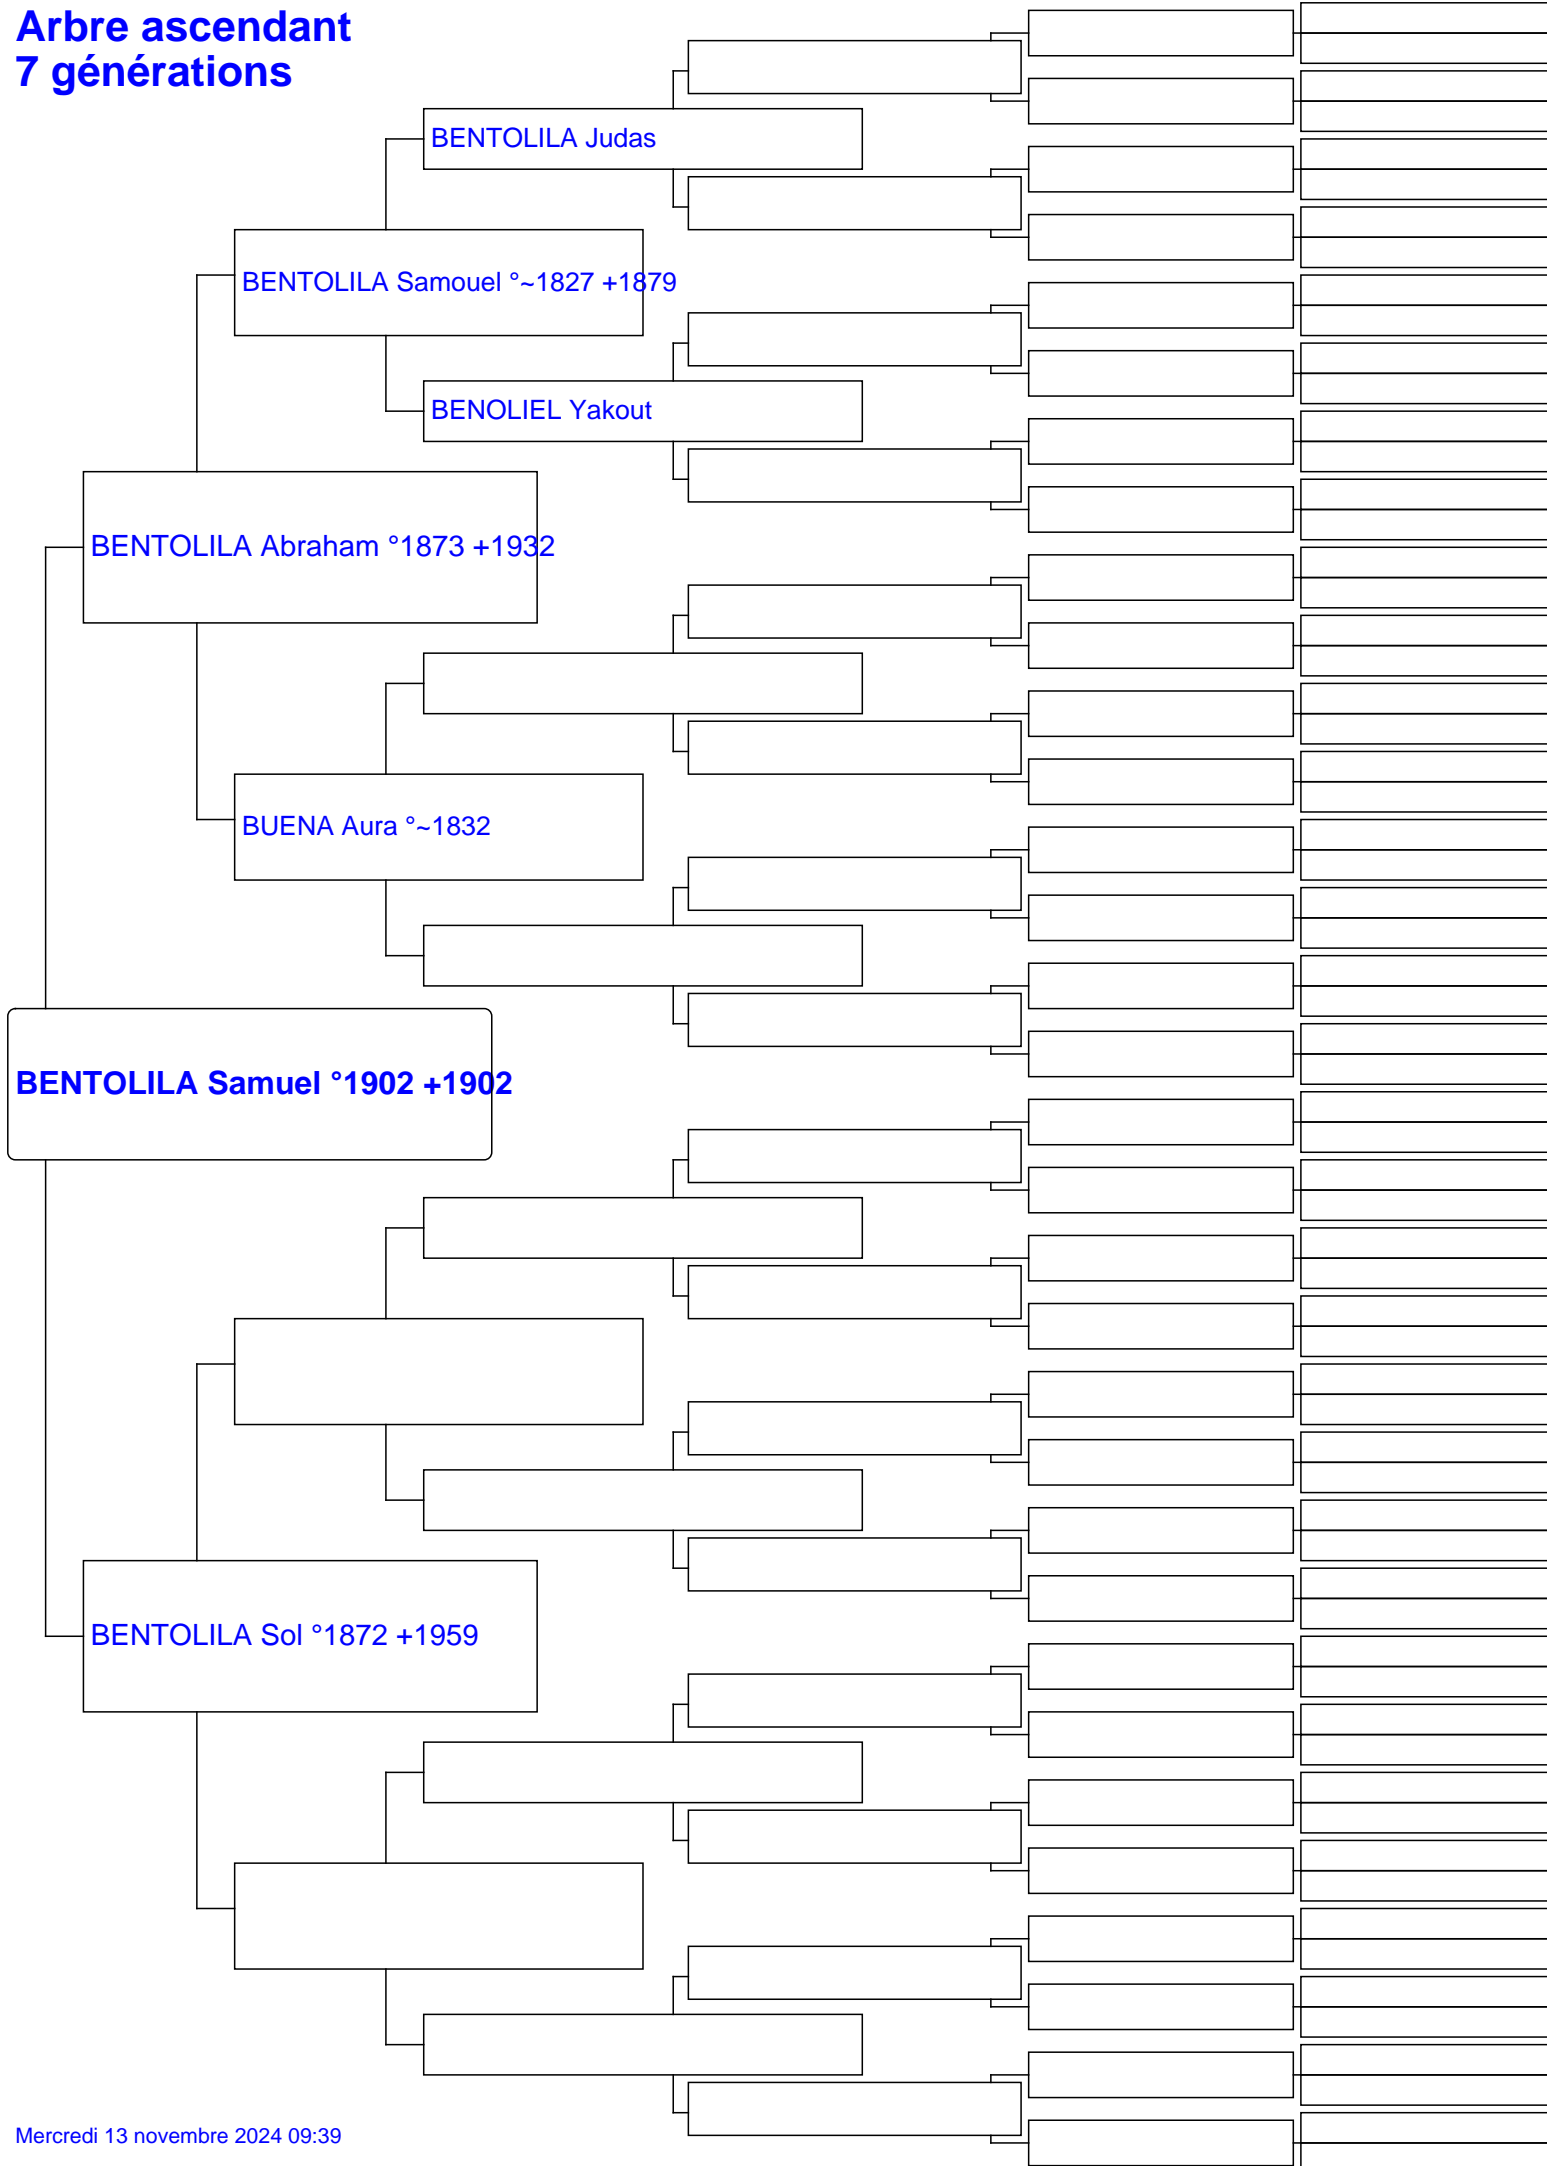 Arbre ascendant
7 générations
BENTOLILA Judas
BENTOLILA Samouel °~1827 +1879
BENOLIEL Yakout
BENTOLILA Abraham °1873 +1932
BUENA Aura °~1832
BENTOLILA Samuel °1902 +1902
BENTOLILA Sol °1872 +1959
Mercredi 13 novembre 2024 09:39